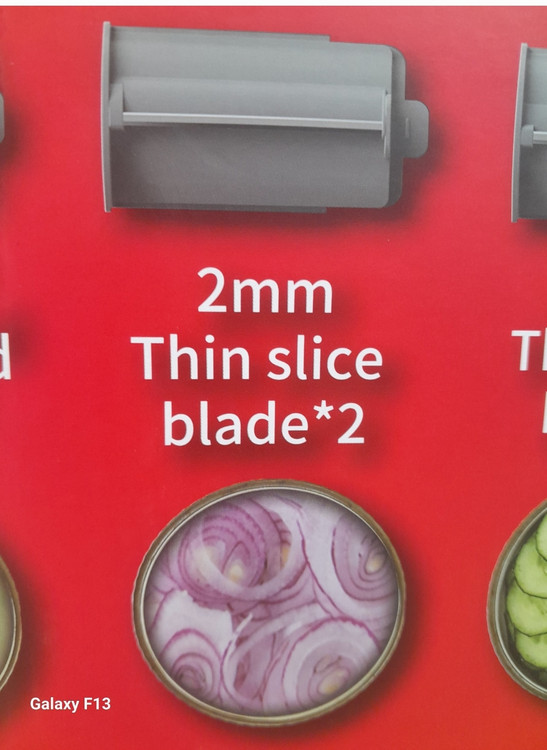 2mm
Thin slice
blade*2
Galaxy F13